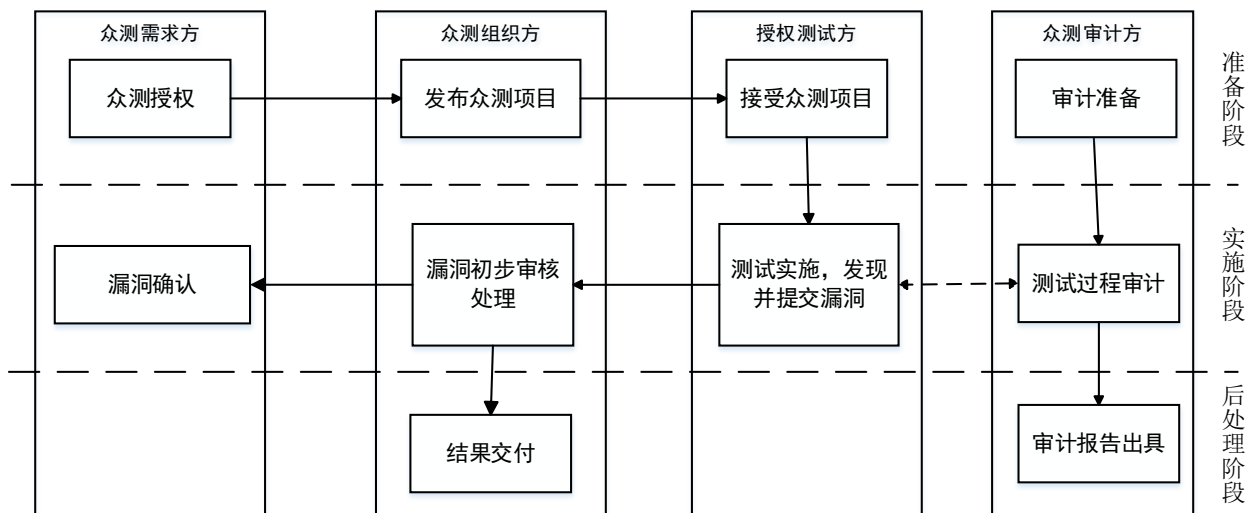 众测需求方
众测组织方
授权测试方
众测审计方
众测授权
发布众测项目
接受众测项目
审计准备
准备阶段
漏洞确认
漏洞初步审核
处理
测试实施，发现
并提交漏洞
测试过程审计
实施阶段
结果交付
审计报告出具
后处理阶段